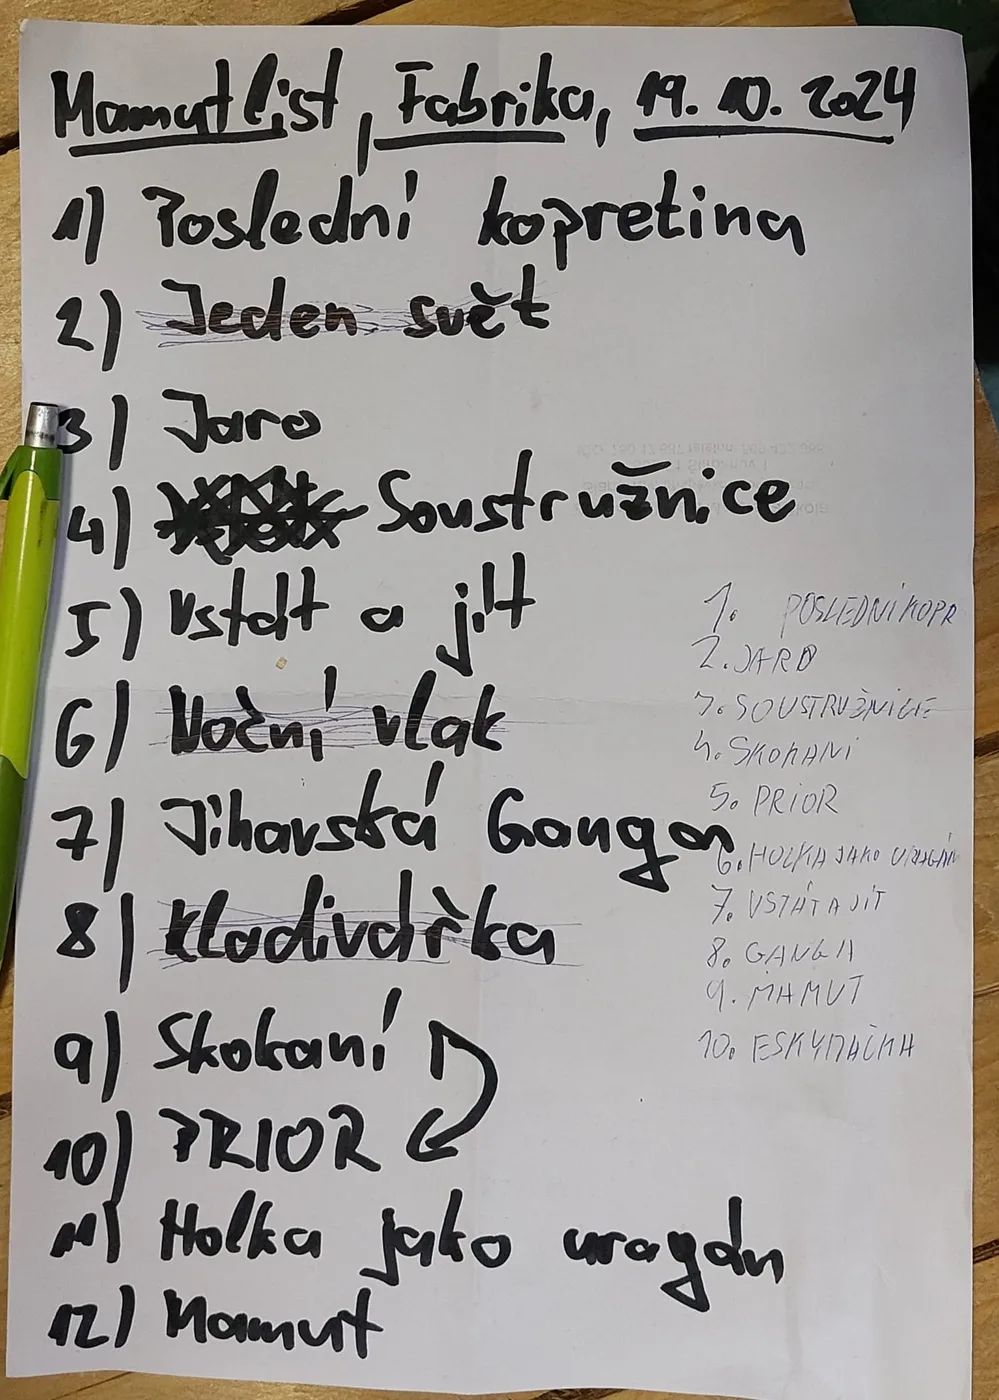 Mamutlist, Fabrika, 19.10.2024
1) Poslední kopretina
2) Jeden svět
3) Jaro
4) Soustružnice
5) Vstát a jít
6) Noční vlak
7) Jihavská Gangga
8) Kladivářka
9) Skokani
10) PRIOR
11) Holka jako uragán
12) Mamut
1. POSLEDNÍ KOPR
2. JARO
3. SOUSTRUŽNICE
4. SKOKANI
5. PRIOR
6. HOLKA JAKO URAGÁN
7. VSTÁT A JÍT
8. GANGA
9. MAMUT
10. ESKYMAČKA